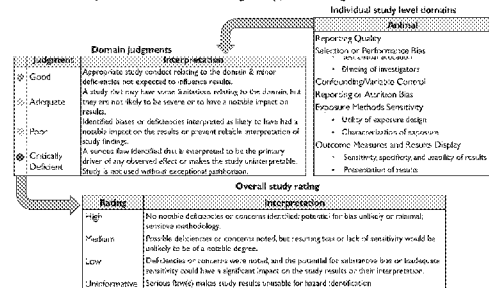 Individual study level domains
Animal
Reporting Quality
Selection or Performance Bias
• Blinding of investigators
Confounding/Variable Control
Reporting or Attrition Bias
Exposure Methods Sensitivity
• Utility of exposure design
• Characterization of exposure
Outcome Measures and Results Display
• Sensitivity, specificity, and usability of results
• Presentation of results
Domain judgments
Judgment Interpretation
Good Appropriate study conduct relating to the domain & minor
deficiencies not expected to influence results.
Adequate A study that may have some limitations relating to the domain, but
they are not likely to be severe or to have a notable impact on
results.
Poor Identified biases or deficiencies interpreted as likely to have had a
notable impact on the results or prevent reliable interpretation of
study findings.
Critically Deficient A serious flaw identified that is interpreted to be the primary
driver of any observed effect or makes the study uninterpretable.
Study is not used without exceptional justification.
Overall study rating
Rating Interpretation
High No notable deficiencies or concerns identified; potential for bias unlikely or minimal;
sensitive methodology.
Medium Possible deficiencies or concerns noted, but resulting bias or lack of sensitivity would be
unlikely to be of a notable degree.
Low Deficiencies or concerns were noted, and the potential for substantive bias or inadequate
sensitivity could have a significant impact on the study results or their interpretation.
Uninformative Serious flaw(s) makes study results unusable for hazard identification